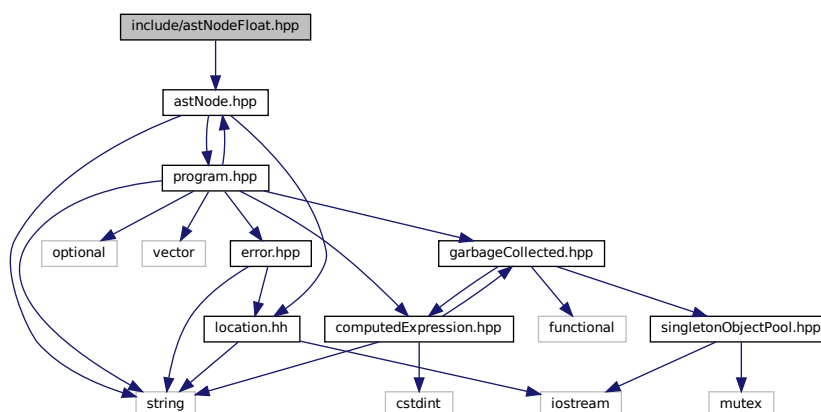 include/astNodeFloat.hpp
astNode.hpp
program.hpp
optional
vector
error.hpp
garbageCollected.hpp
location.hh
computedExpression.hpp
functional
singletonObjectPool.hpp
string
cstdint
iostream
mutex